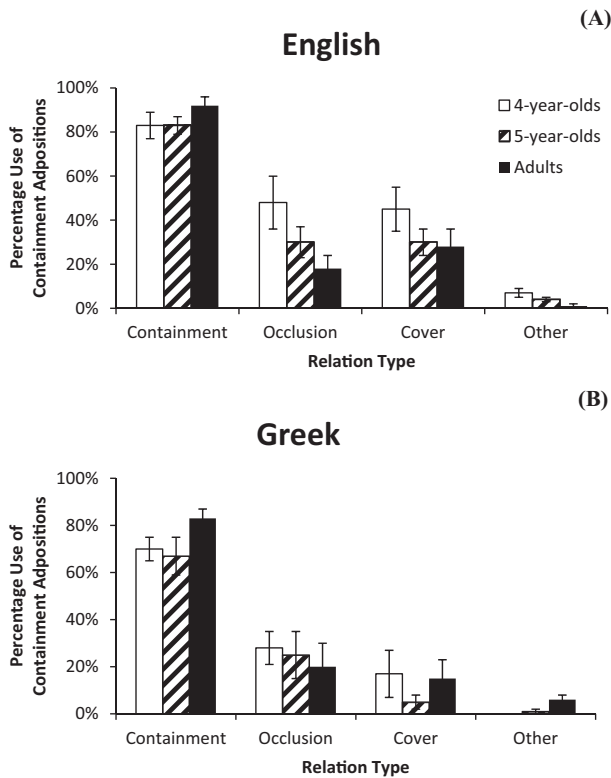 (A)
English
Percentage Use of
Containment Adpositions
100%
80%
60%
40%
20%
0%
4-year-olds
5-year-olds
Adults
Containment Occlusion Cover Other
Relation Type
(B)
Greek
Percentage Use of
Containment Adpositions
100%
80%
60%
40%
20%
0%
Containment Occlusion Cover Other
Relation Type